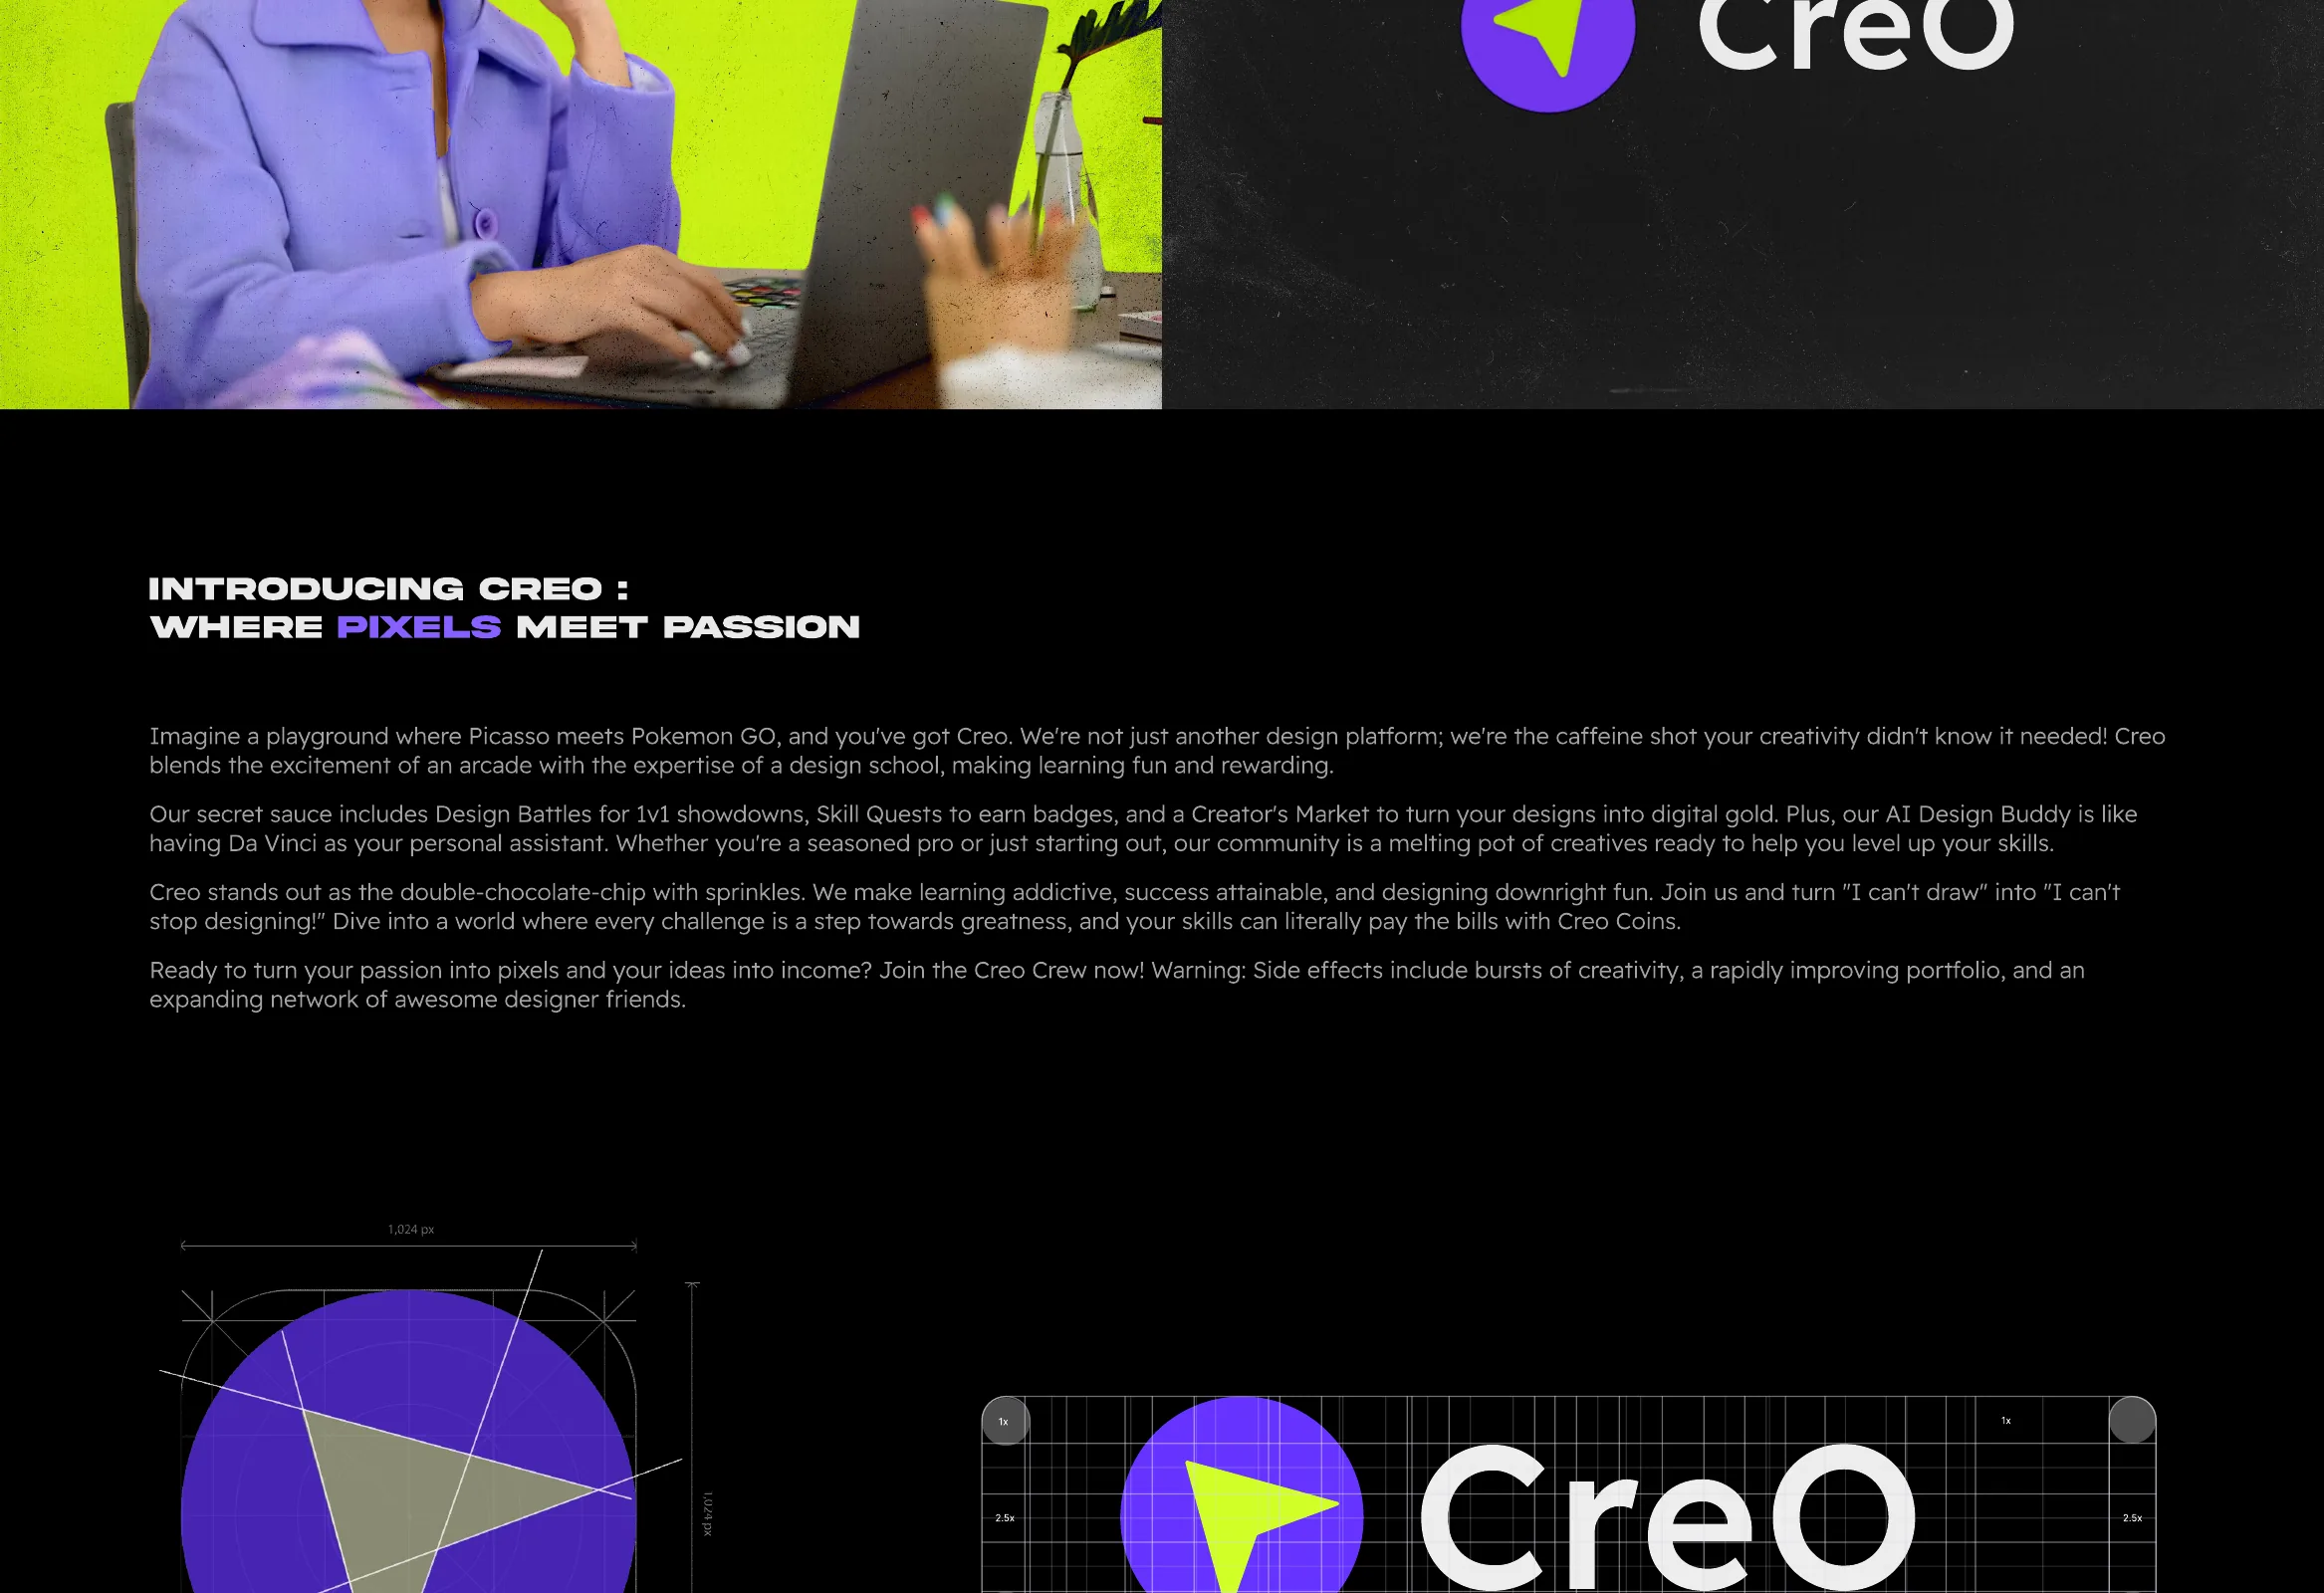 CreO
INTRODUCING CREO :
WHERE PIXELS MEET PASSION
Imagine a playground where Picasso meets Pokemon GO, and you've got Creo. We're not just another design platform; we're the caffeine shot your creativity didn't know it needed! Creo
blends the excitement of an arcade with the expertise of a design school, making learning fun and rewarding.
Our secret sauce includes Design Battles for 1v1 showdowns, Skill Quests to earn badges, and a Creator's Market to turn your designs into digital gold. Plus, our AI Design Buddy is like
having Da Vinci as your personal assistant. Whether you're a seasoned pro or just starting out, our community is a melting pot of creatives ready to help you level up your skills.
Creo stands out as the double-chocolate-chip with sprinkles. We make learning addictive, success attainable, and designing downright fun. Join us and turn "I can't draw" into "I can't
stop designing!" Dive into a world where every challenge is a step towards greatness, and your skills can literally pay the bills with Creo Coins.
Ready to turn your passion into pixels and your ideas into income? Join the Creo Crew now! Warning: Side effects include bursts of creativity, a rapidly improving portfolio, and an
expanding network of awesome designer friends.
1,024 px
1,024 px
1x
1x
CreO
2.5x
2.5x